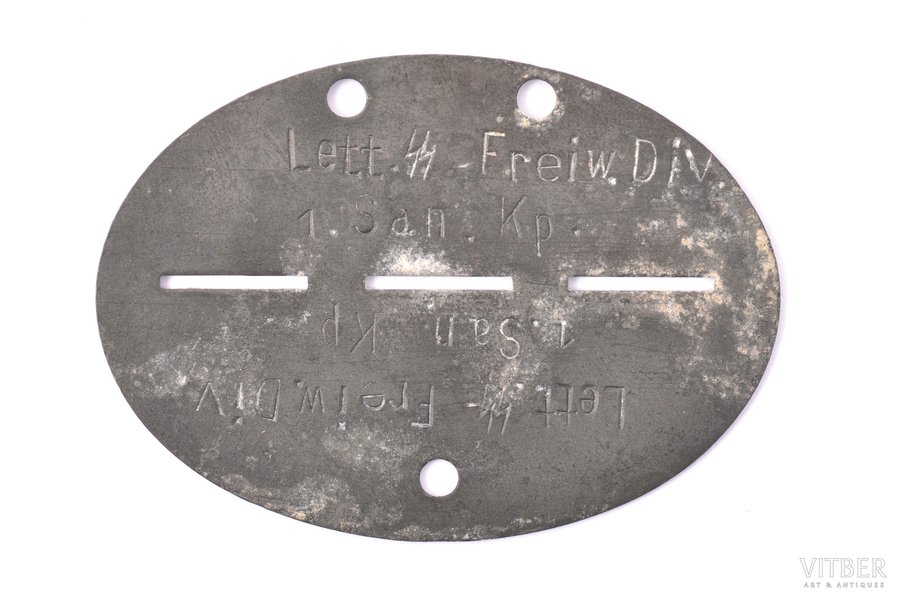 Lett. ᛋᛋ - Freiw. Div.
1. San. Kp.
1. San. Kp.
Lett. ᛋᛋ - Freiw. Div.
VITBER
ART & ANTIQUES